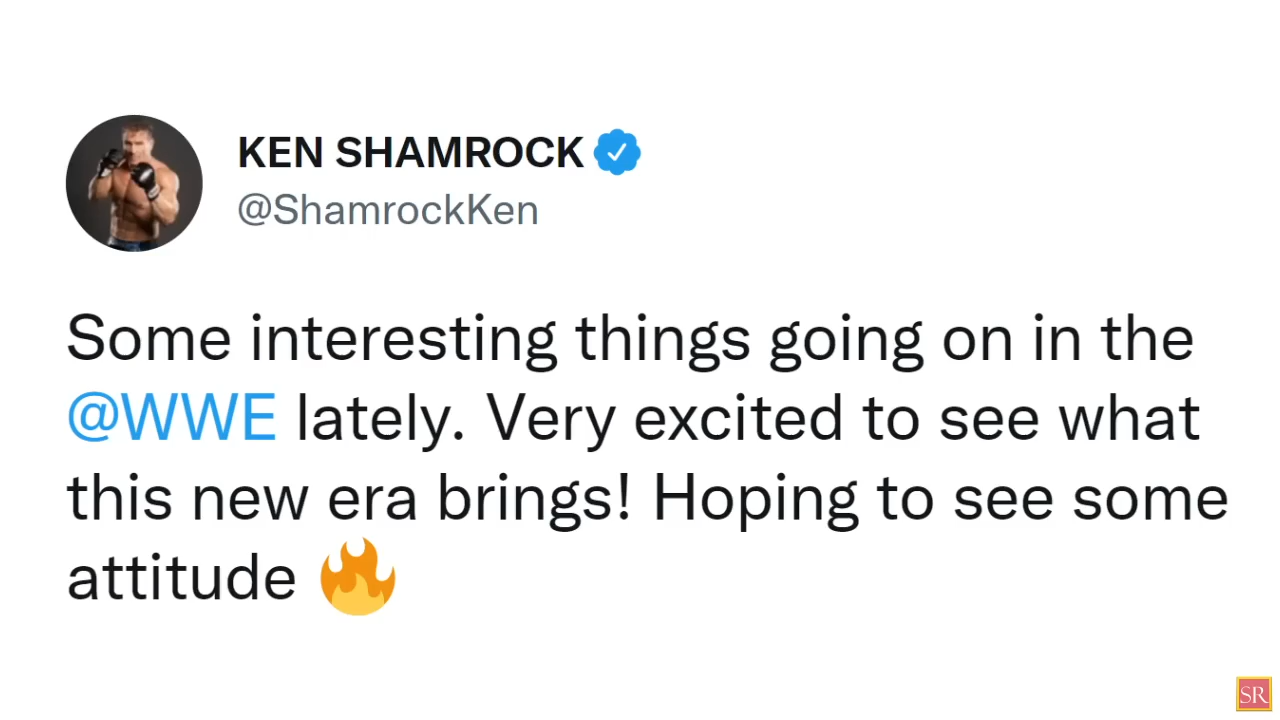 KEN SHAMROCK
@ShamrockKen
Some interesting things going on in the
@WWE lately. Very excited to see what
this new era brings! Hoping to see some
attitude 🔥
SR